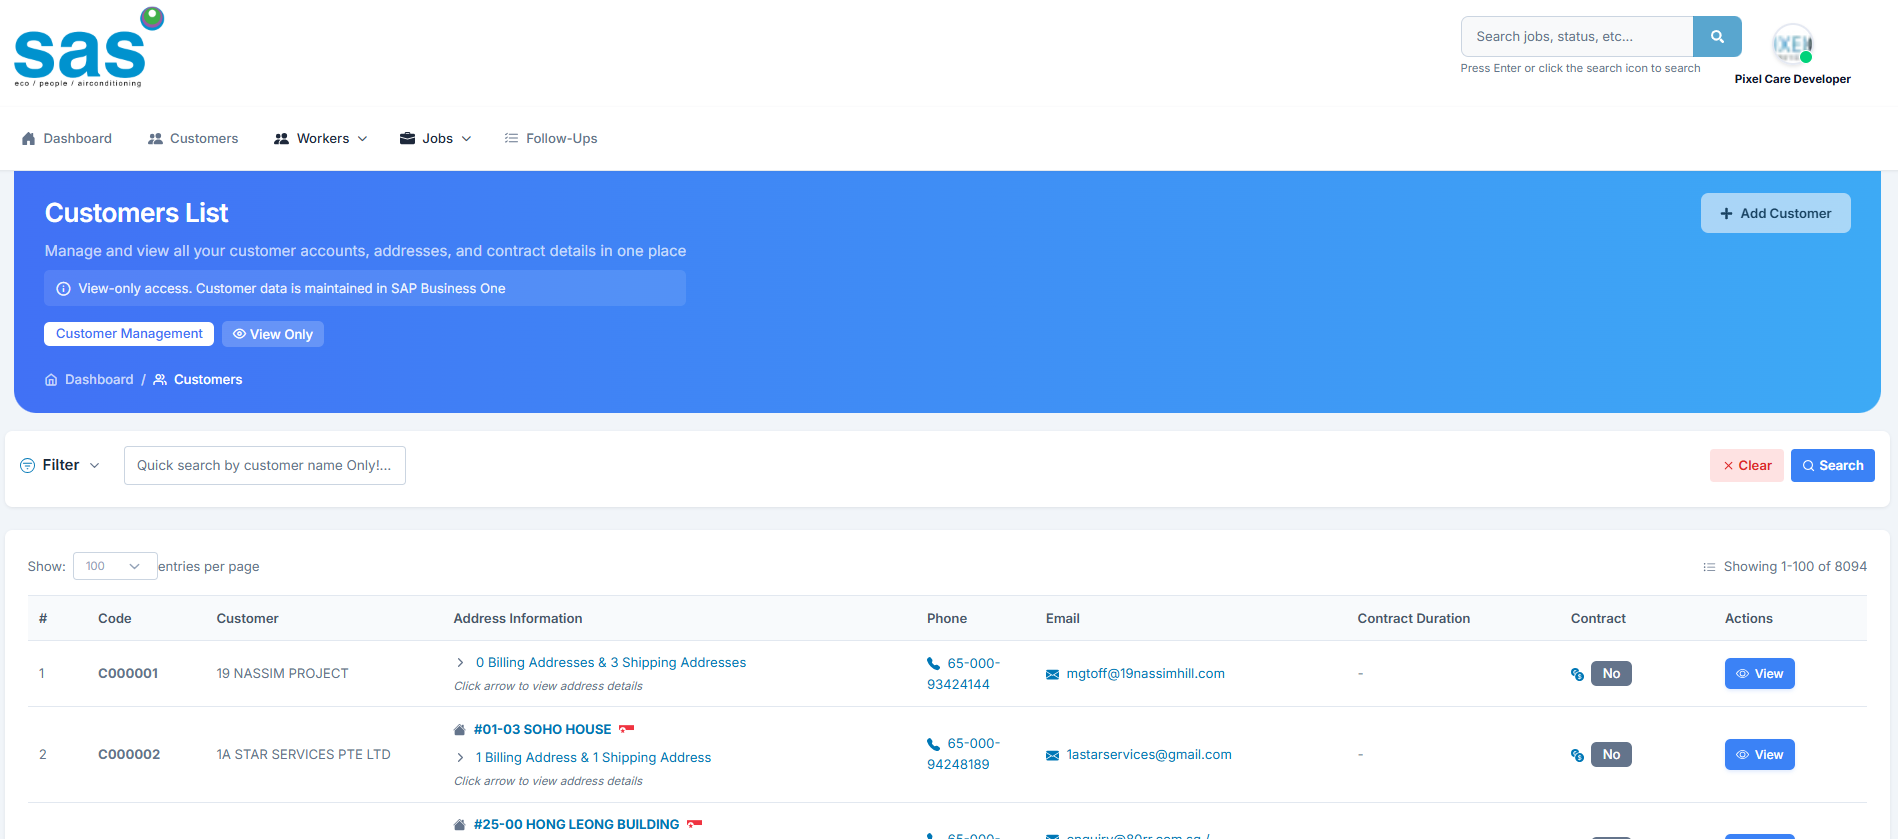 sas
eco / people / airconditioning
Search jobs, status, etc...
Press Enter or click the search icon to search
Pixel Care Developer
Dashboard
Customers
Workers
Jobs
Follow-Ups
Customers List
Add Customer
Manage and view all your customer accounts, addresses, and contract details in one place
View-only access. Customer data is maintained in SAP Business One
Customer Management
View Only
Dashboard / Customers
Filter
Quick search by customer name Only!...
Clear
Search
Show: 100 entries per page
Showing 1-100 of 8094
# Code Customer Address Information Phone Email Contract Duration Contract Actions
1 C000001 19 NASSIM PROJECT
0 Billing Addresses & 3 Shipping Addresses
Click arrow to view address details
65-000-
93424144
mgtoff@19nassimhill.com
-
No
View
2 C000002 1A STAR SERVICES PTE LTD
#01-03 SOHO HOUSE
1 Billing Address & 1 Shipping Address
Click arrow to view address details
65-000-
94248189
1astarservices@gmail.com
-
No
View
#25-00 HONG LEONG BUILDING
65-000-